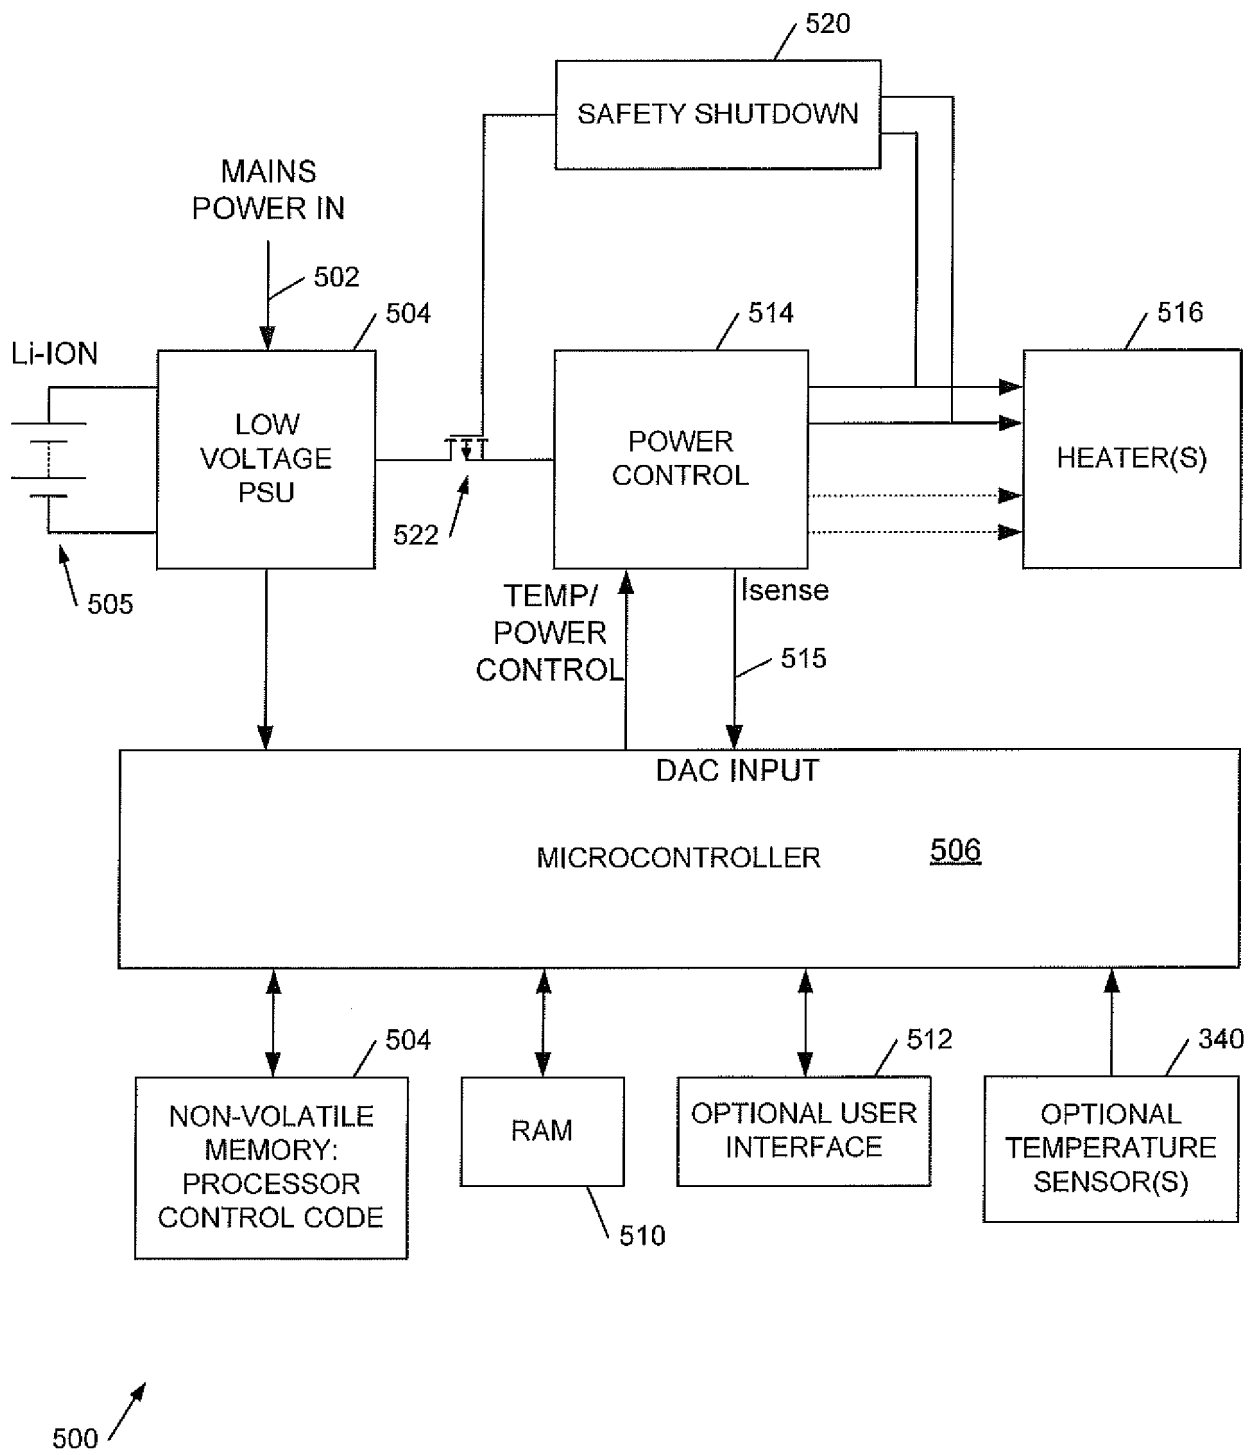 520
SAFETY SHUTDOWN
MAINS
POWER IN
502
504
514
516
Li-ION
LOW
VOLTAGE
PSU
POWER
CONTROL
HEATER(S)
522
505
TEMP/
POWER
CONTROL
Isense
515
DAC INPUT
MICROCONTROLLER
506
504
512
340
NON-VOLATILE
MEMORY:
PROCESSOR
CONTROL CODE
RAM
OPTIONAL USER
INTERFACE
OPTIONAL
TEMPERATURE
SENSOR(S)
510
500